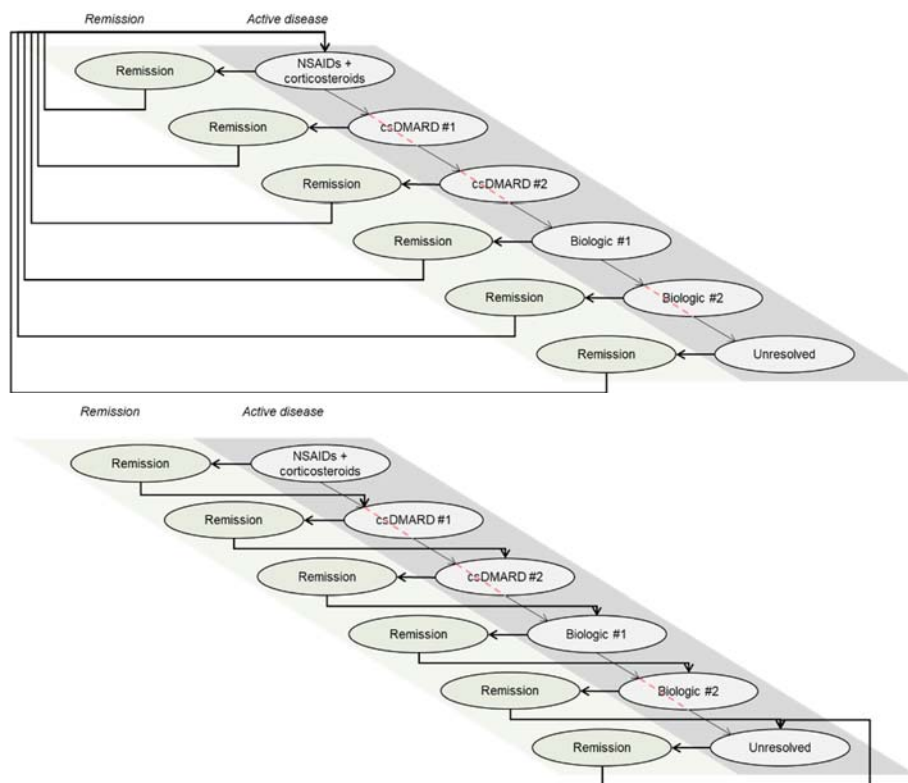 Remission Active disease
NSAIDs +
corticosteroids
Remission
csDMARD #1
Remission
csDMARD #2
Remission
Biologic #1
Remission
Biologic #2
Remission
Unresolved
Remission
Remission Active disease
NSAIDs +
corticosteroids
Remission
csDMARD #1
Remission
csDMARD #2
Remission
Biologic #1
Remission
Biologic #2
Remission
Unresolved
Remission